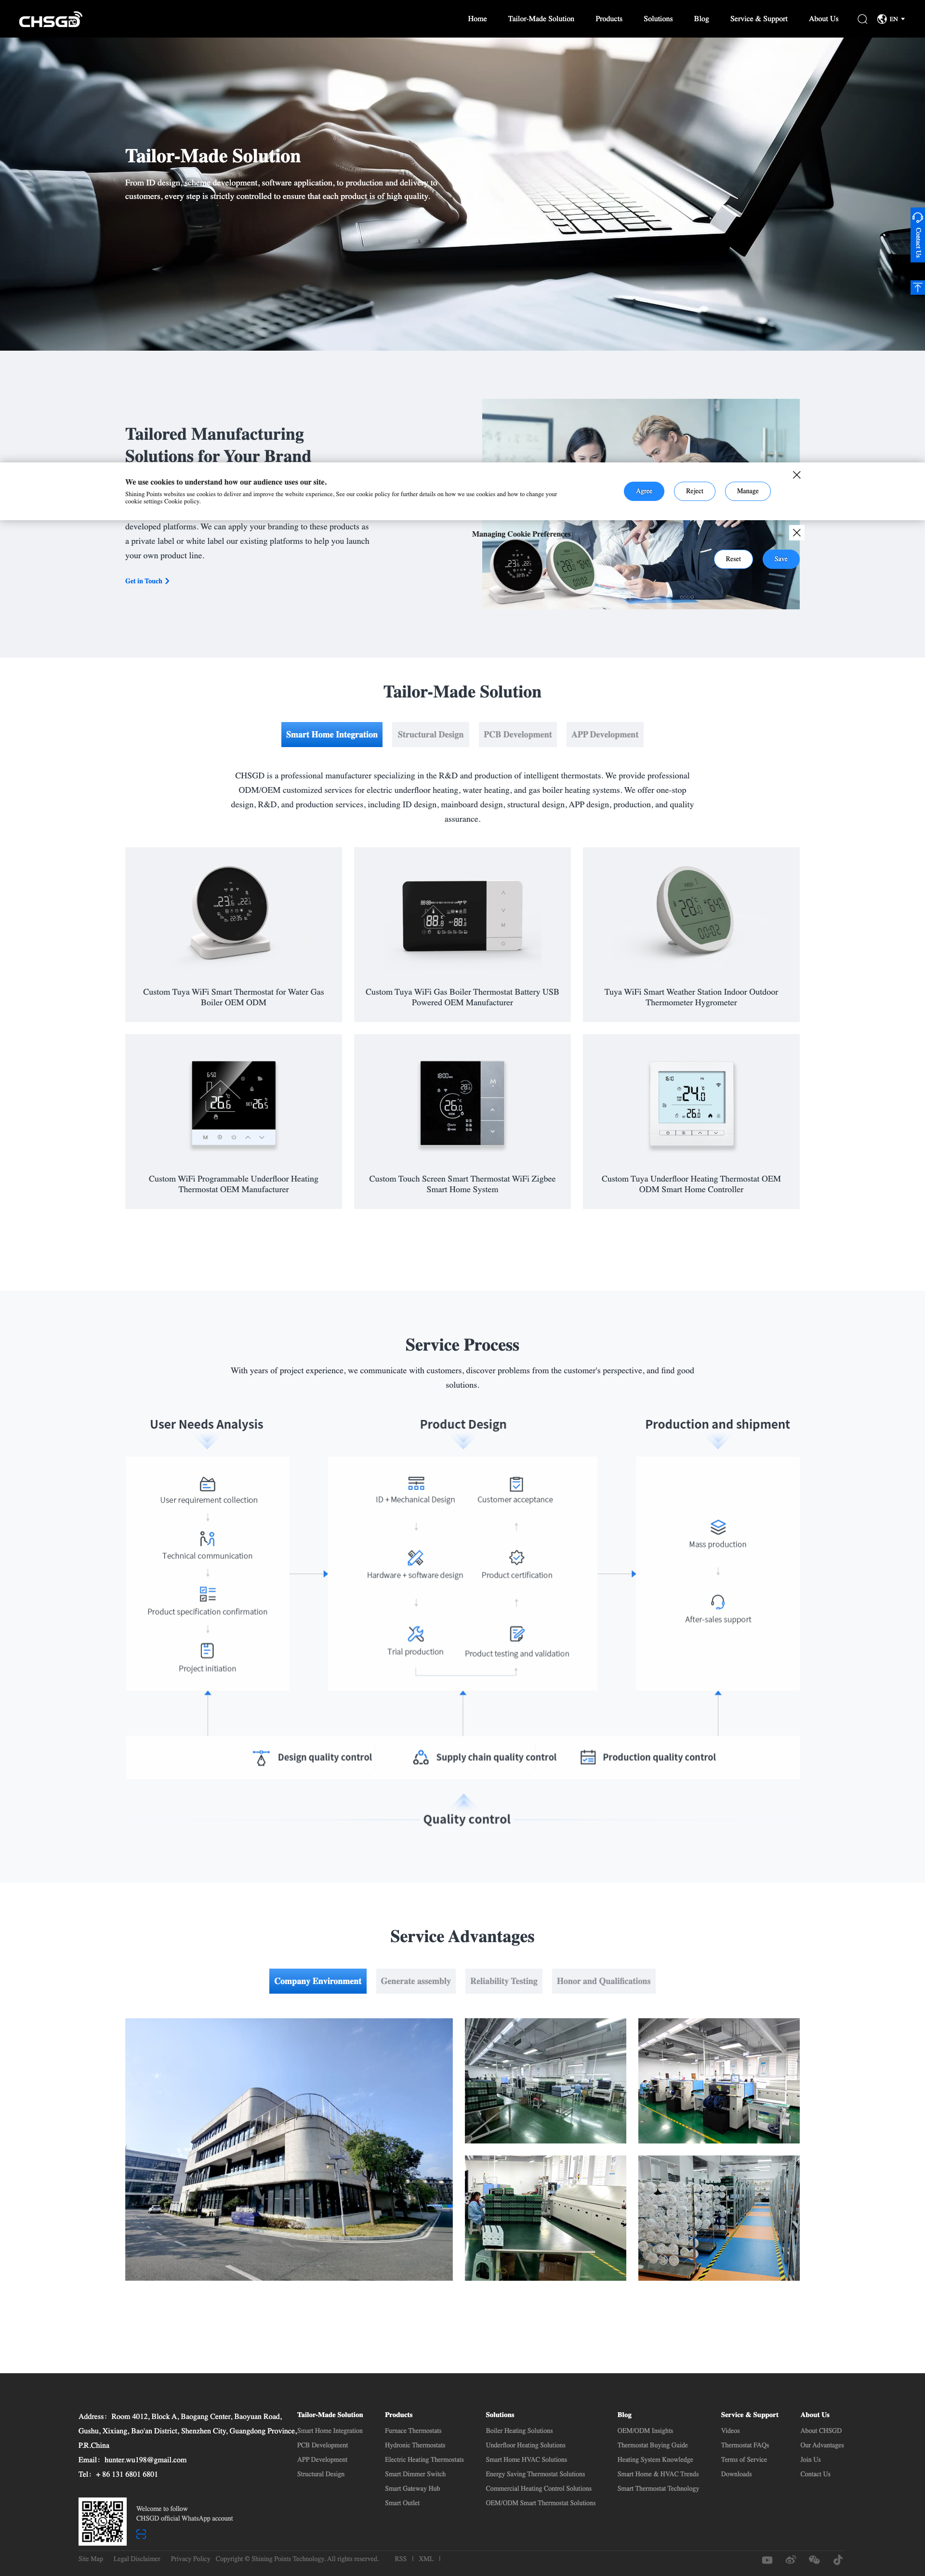 CHSGD
Home
Tailor-Made Solution
Products
Solutions
Blog
Service & Support
About Us
EN
Tailor-Made Solution
From ID design, scheme development, software application, to production and delivery to
customers, every step is strictly controlled to ensure that each product is of high quality.
Contact Us
Tailored Manufacturing
Solutions for Your Brand
We use cookies to understand how our audience uses our site.
Shining Points websites use cookies to deliver and improve the website experience, See our cookie policy for further details on how we use cookies and how to change your
cookie settings Cookie policy.
Agree
Reject
Manage
developed platforms. We can apply your branding to these products as
a private label or white label our existing platforms to help you launch
your own product line.
Get in Touch
Managing Cookie Preferences
Reset
Save
Tailor-Made Solution
Smart Home Integration
Structural Design
PCB Development
APP Development
CHSGD is a professional manufacturer specializing in the R&D and production of intelligent thermostats. We provide professional
ODM/OEM customized services for electric underfloor heating, water heating, and gas boiler heating systems. We offer one-stop
design, R&D, and production services, including ID design, mainboard design, structural design, APP design, production, and quality
assurance.
Custom Tuya WiFi Smart Thermostat for Water Gas
Boiler OEM ODM
Custom Tuya WiFi Gas Boiler Thermostat Battery USB
Powered OEM Manufacturer
Tuya WiFi Smart Weather Station Indoor Outdoor
Thermometer Hygrometer
Custom WiFi Programmable Underfloor Heating
Thermostat OEM Manufacturer
Custom Touch Screen Smart Thermostat WiFi Zigbee
Smart Home System
Custom Tuya Underfloor Heating Thermostat OEM
ODM Smart Home Controller
Service Process
With years of project experience, we communicate with customers, discover problems from the customer's perspective, and find good
solutions.
User Needs Analysis
User requirement collection
Technical communication
Product specification confirmation
Project initiation
Product Design
ID + Mechanical Design
Hardware + software design
Trial production
Customer acceptance
Product certification
Product testing and validation
Production and shipment
Mass production
After-sales support
Design quality control
Supply chain quality control
Production quality control
Quality control
Service Advantages
Company Environment
Generate assembly
Reliability Testing
Honor and Qualifications
Address：Room 4012, Block A, Baogang Center, Baoyuan Road,
Gushu, Xixiang, Bao'an District, Shenzhen City, Guangdong Province,
P.R.China
Email：hunter.wu198@gmail.com
Tel：+ 86 131 6801 6801
Welcome to follow
CHSGD official WhatsApp account
Tailor-Made Solution
Smart Home Integration
PCB Development
APP Development
Structural Design
Products
Furnace Thermostats
Hydronic Thermostats
Electric Heating Thermostats
Smart Dimmer Switch
Smart Gateway Hub
Smart Outlet
Solutions
Boiler Heating Solutions
Underfloor Heating Solutions
Smart Home HVAC Solutions
Energy Saving Thermostat Solutions
Commercial Heating Control Solutions
OEM/ODM Smart Thermostat Solutions
Blog
OEM/ODM Insights
Thermostat Buying Guide
Heating System Knowledge
Smart Home & HVAC Trends
Smart Thermostat Technology
Service & Support
Videos
Thermostat FAQs
Terms of Service
Downloads
About Us
About CHSGD
Our Advantages
Join Us
Contact Us
Site Map
Legal Disclaimer
Privacy Policy
Copyright © Shining Points Technology. All rights reserved.
RSS | XML |